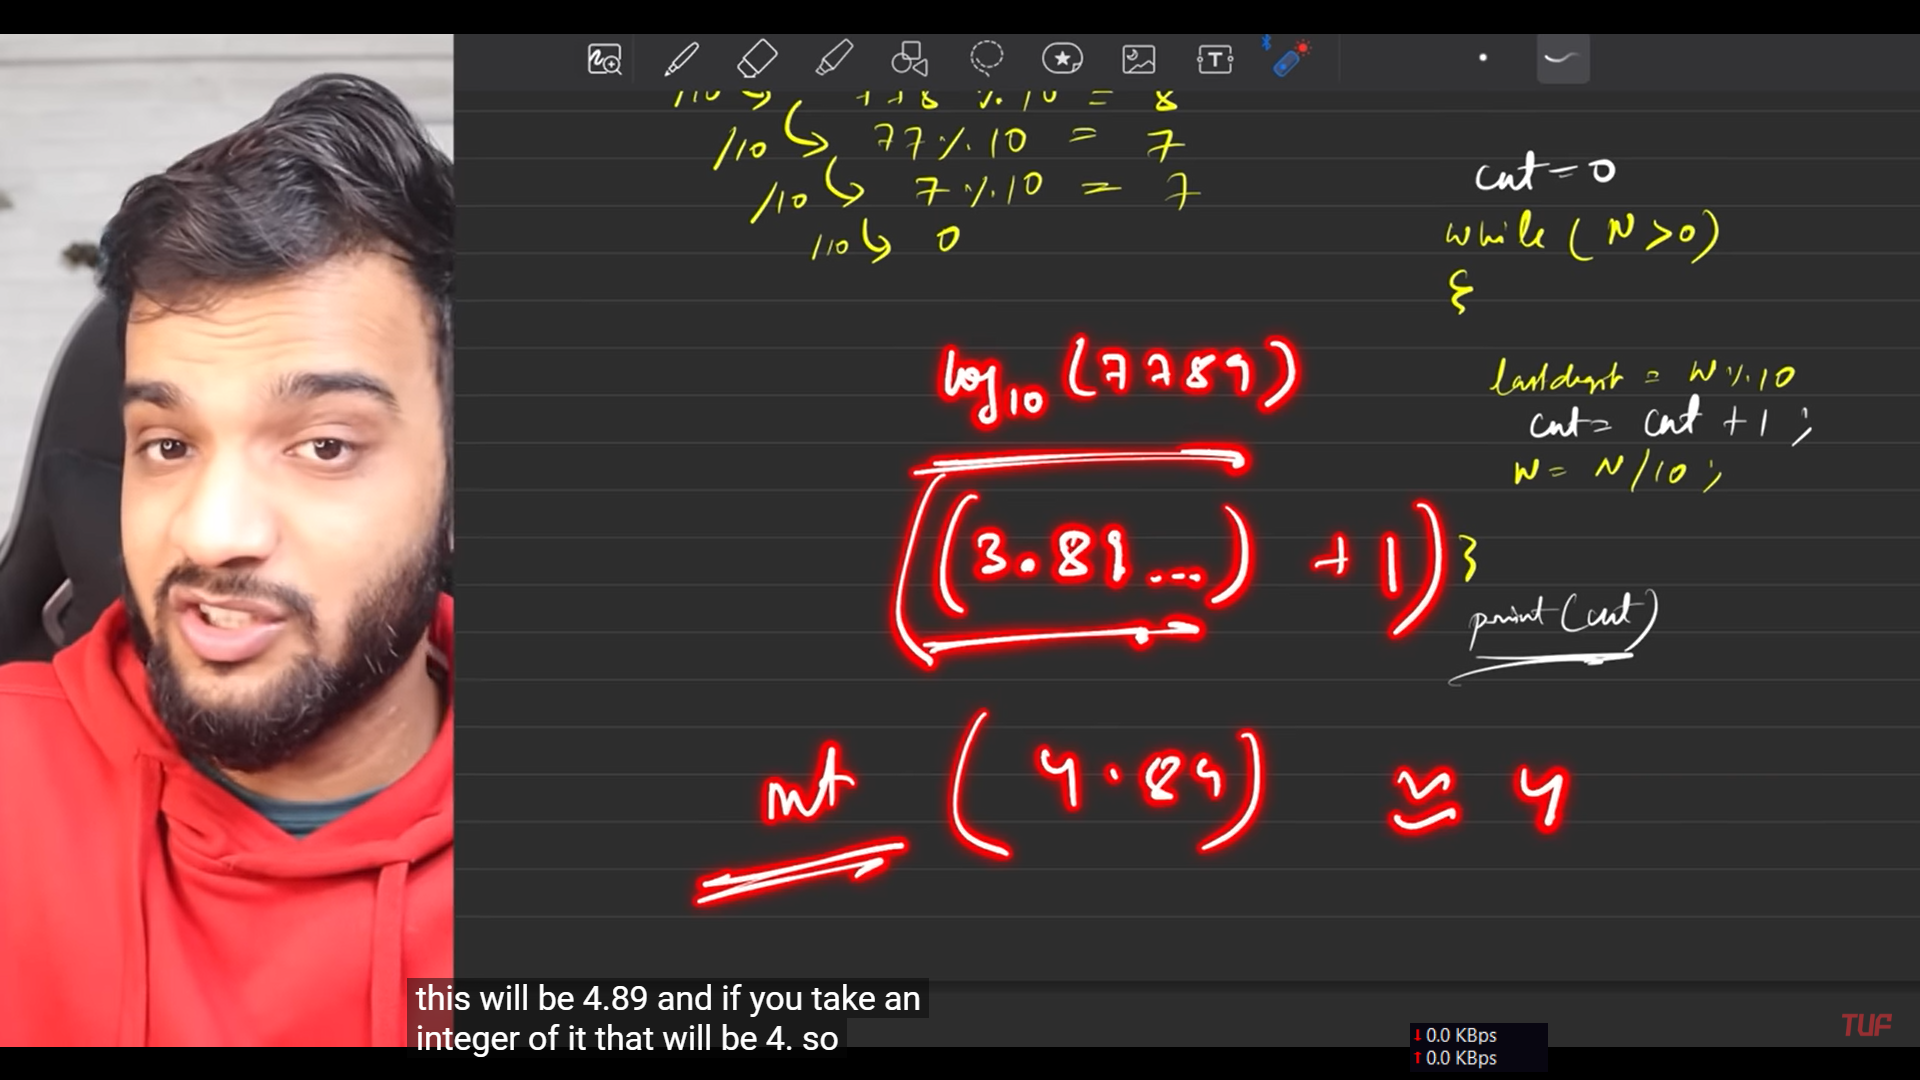 /10 778 % 10 = 8
/10 77 % 10 = 7
/10 7 % 10 = 7
/10 0
cnt = 0
while (N > 0)
{
lastdigit = N % 10
cnt = cnt + 1 ;
N = N / 10 ;
}
print (cnt)
log10 (7789)
((3.89...) + 1)
int (4.89) ≃ 4
this will be 4.89 and if you take an
integer of it that will be 4. so
↓ 0.0 KBps
↑ 0.0 KBps
TUF